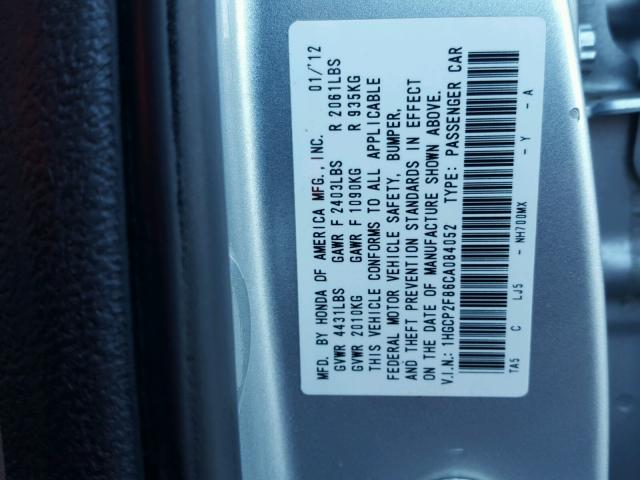 MFD. BY HONDA OF AMERICA MFG., INC. 01/'12
GVWR 4431LBS GAWR F 2403LBS R 2061LBS
GVWR 2010KG GAWR F 1090KG R 935KG
THIS VEHICLE CONFORMS TO ALL APPLICABLE
FEDERAL MOTOR VEHICLE SAFETY, BUMPER,
AND THEFT PREVENTION STANDARDS IN EFFECT
ON THE DATE OF MANUFACTURE SHOWN ABOVE.
V.I.N.: 1HGCP2F86CA084052 TYPE: PASSENGER CAR
TA5 C LJ5 - NH700MX - Y - A